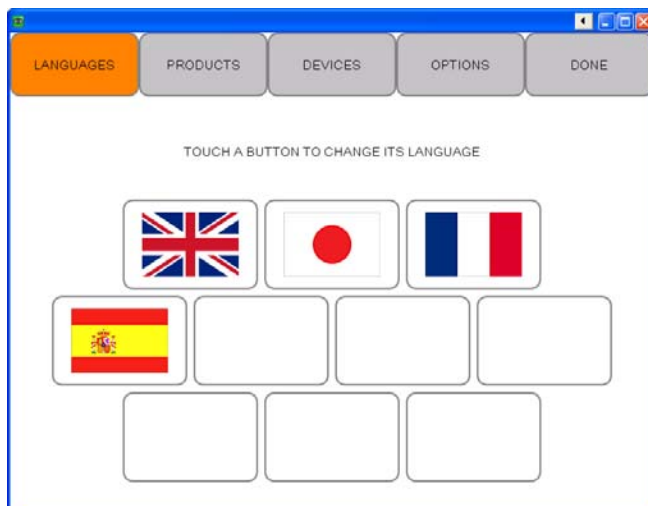 LANGUAGES
PRODUCTS
DEVICES
OPTIONS
DONE
TOUCH A BUTTON TO CHANGE ITS LANGUAGE